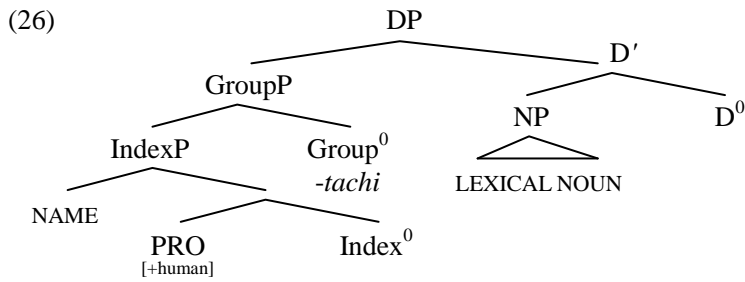 (26) DP
GroupP D′
IndexP Group⁰ NP D⁰
-tachi LEXICAL NOUN
NAME
PRO Index⁰
[+human]